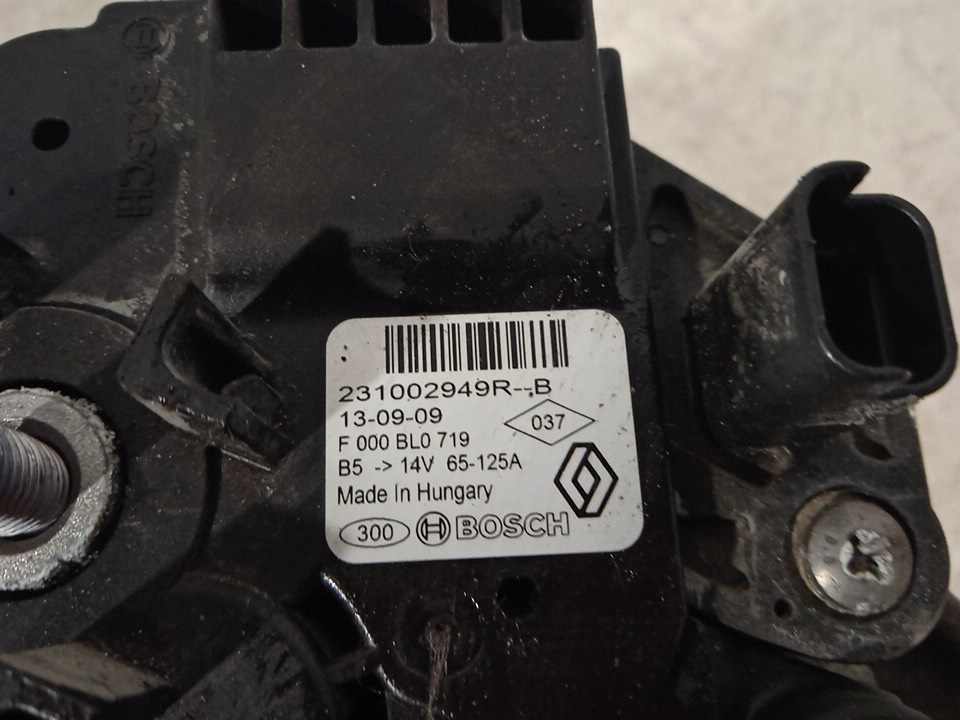 BOSCH
231002949R--B
13-09-09
037
F 000 BL0 719
B5 -> 14V 65-125A
Made In Hungary
300 BOSCH